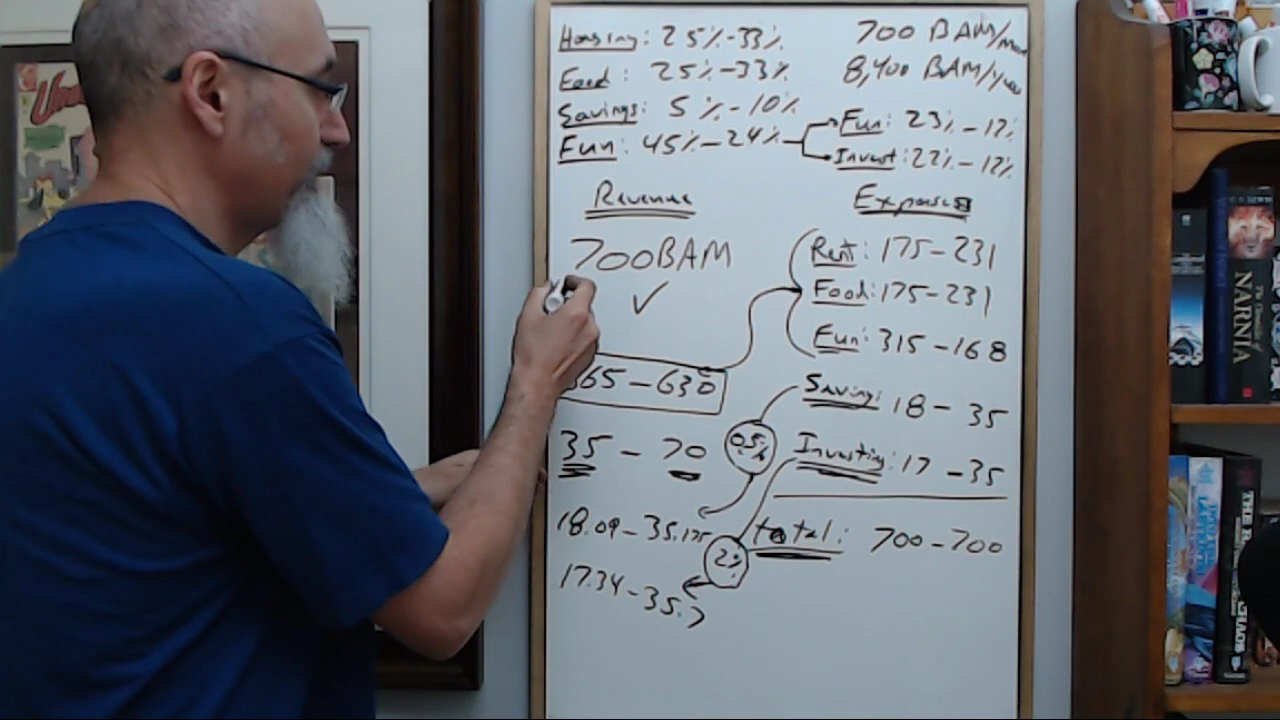 Housing: 25%-33%
Food: 25%-33%
Savings: 5%-10%
Fun: 45%-24%
700 BAM/
8,400 BAM/
Fun: 23%-12%
Invest: 22%-12%
Revenue
700BAM
✓
65-630
35-70
18.09-35.175
17.34-35.7
0.5%
2%
Expenses
Rent: 175-231
Food: 175-231
Fun: 315-168
Savings: 18-35
Investing: 17-35
total: 700-700
NARNIA
CHAOS